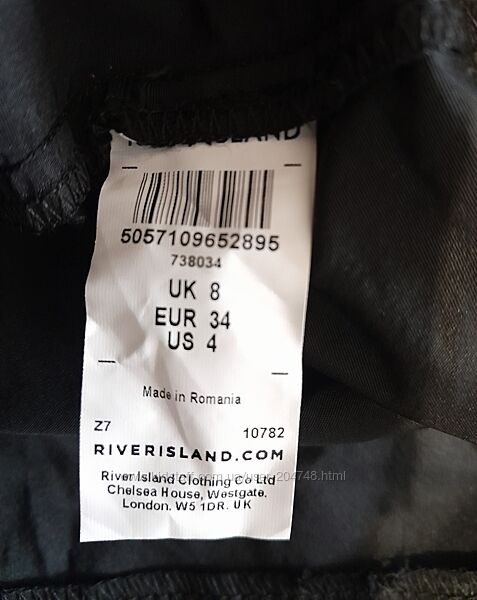 ISLAND
5057109652895
738034
UK 8
EUR 34
US 4
Made in Romania
Z7 10782
RIVERISLAND.COM
River Island Clothing Co Ltd
Chelsea House, Westgate,
London. W5 1DR. UK